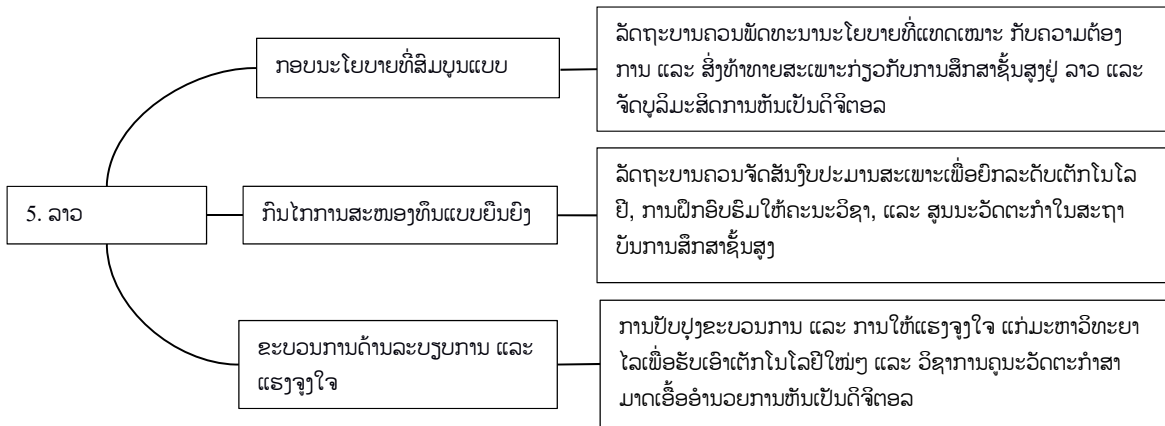 ກອບນະໂຍບາຍທີ່ສົມບູນແບບ
ລັດຖະບານຄວນພັດທະນານະໂຍບາຍທີ່ແທດເໝາະ ກັບຄວາມຕ້ອງ
ການ ແລະ ສິ່ງທ້າທາຍສະເພາະກ່ຽວກັບການສຶກສາຊັ້ນສູງຢູ່ ລາວ ແລະ
ຈັດບູລິມະສິດການຫັນເປັນດິຈິຕອລ
5. ລາວ
ກົນໄກການສະໜອງທຶນແບບຍືນຍົງ
ລັດຖະບານຄວນຈັດສັນງົບປະມານສະເພາະເພື່ອຍົກລະດັບເຕັກໂນໂລ
ຢີ, ການຝຶກອົບຮົມໃຫ້ຄະນະວິຊາ, ແລະ ສູນນະວັດຕະກຳໃນສະຖາ
ບັນການສຶກສາຊັ້ນສູງ
ຂະບວນການດ້ານລະບຽບການ ແລະ
ແຮງຈູງໃຈ
ການປັບປຸງຂະບວນການ ແລະ ການໃຫ້ແຮງຈູງໃຈ ແກ່ມະຫາວິທະຍາ
ໄລເພື່ອຮັບເອົາເຕັກໂນໂລຢີໃໝ່ໆ ແລະ ວິຊາການຄູນະວັດຕະກຳສາ
ມາດເອື້ອອຳນວຍການຫັນເປັນດິຈິຕອລ